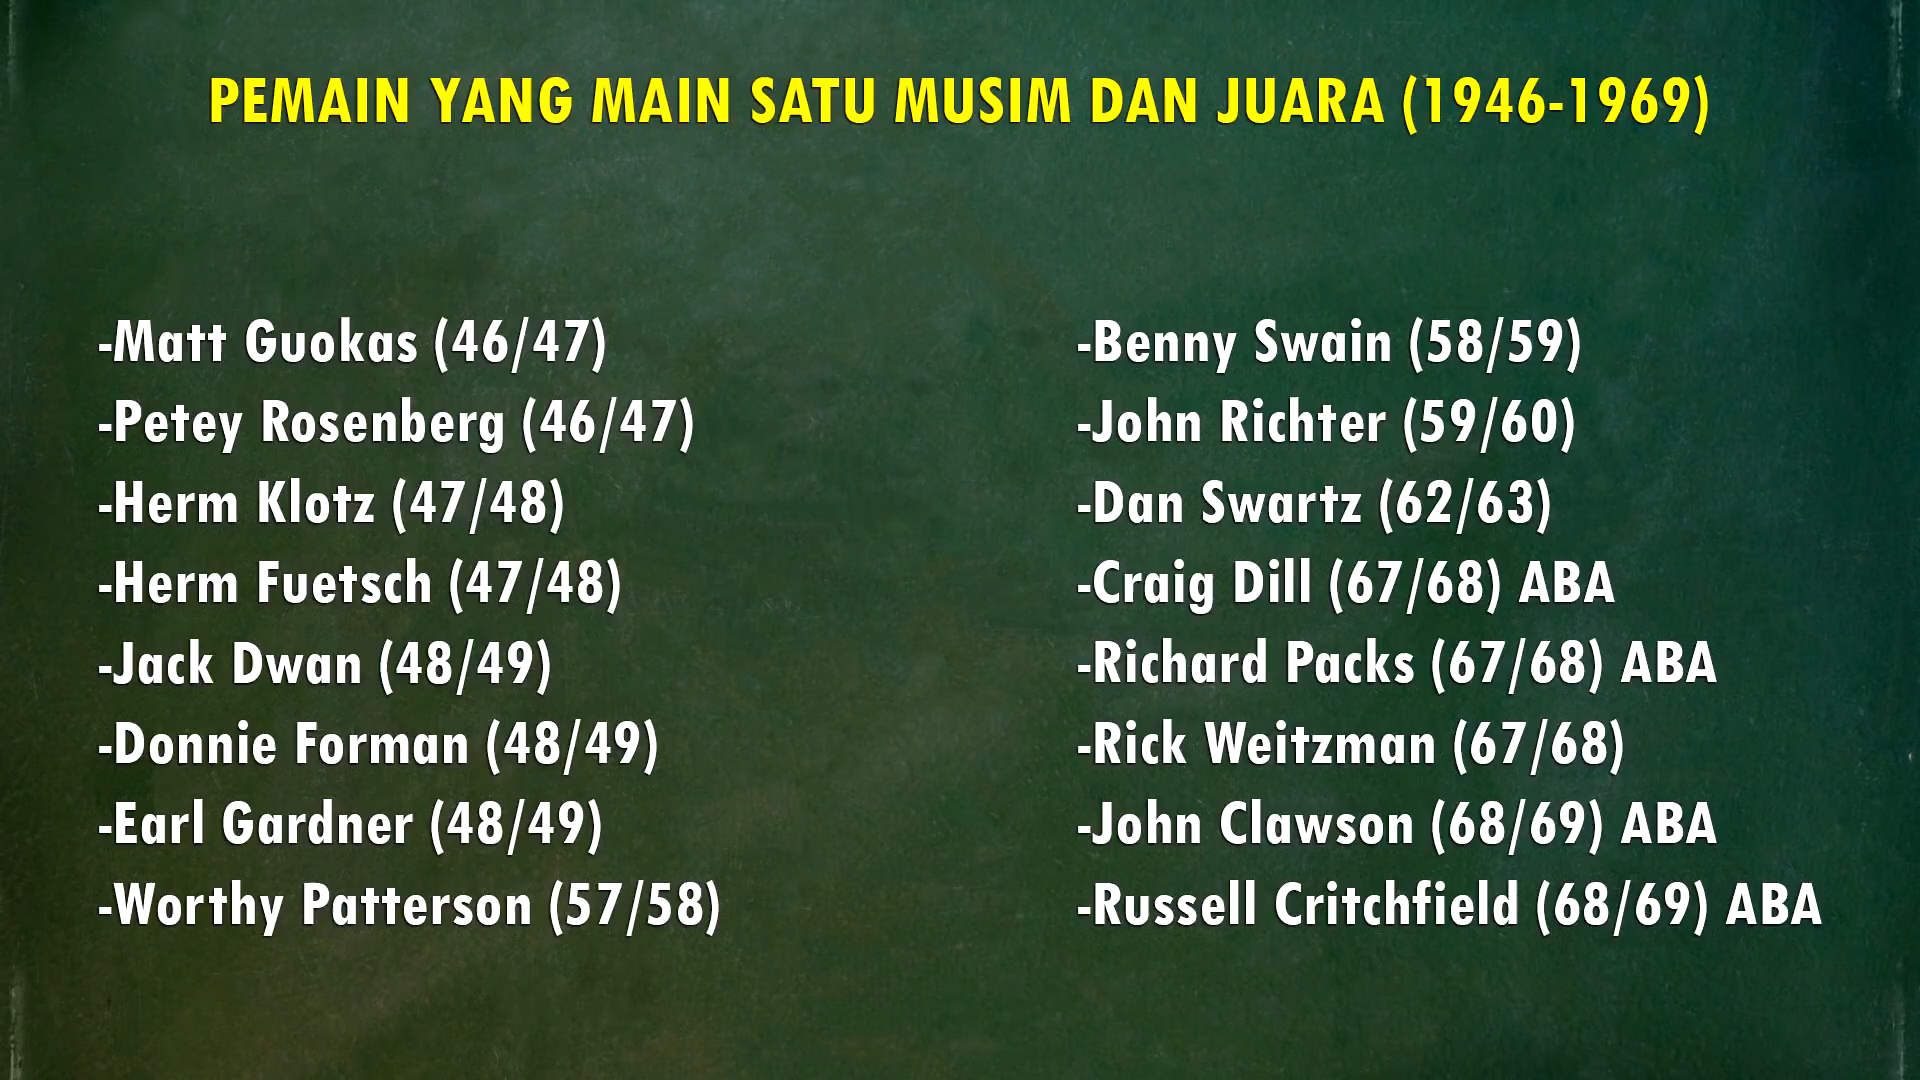 PEMAIN YANG MAIN SATU MUSIM DAN JUARA (1946-1969)
-Matt Guokas (46/47)
-Petey Rosenberg (46/47)
-Herm Klotz (47/48)
-Herm Fuetsch (47/48)
-Jack Dwan (48/49)
-Donnie Forman (48/49)
-Earl Gardner (48/49)
-Worthy Patterson (57/58)
-Benny Swain (58/59)
-John Richter (59/60)
-Dan Swartz (62/63)
-Craig Dill (67/68) ABA
-Richard Packs (67/68) ABA
-Rick Weitzman (67/68)
-John Clawson (68/69) ABA
-Russell Critchfield (68/69) ABA